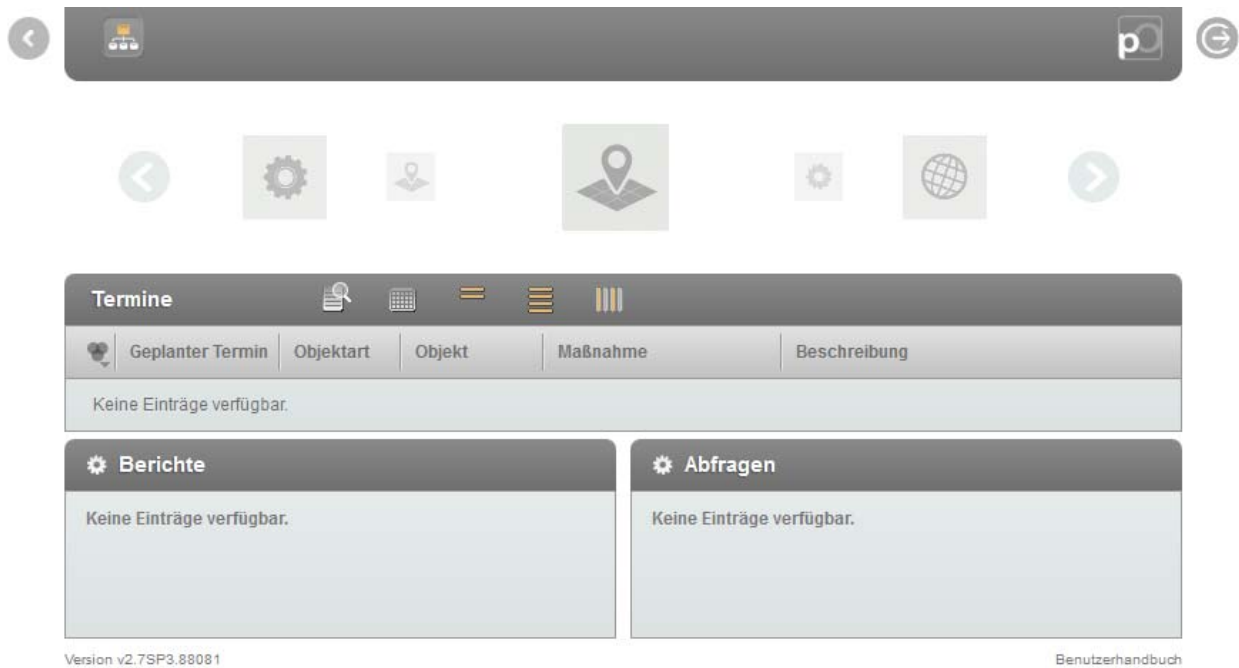 pO
Termine
Geplanter Termin Objektart Objekt Maßnahme Beschreibung
Keine Einträge verfügbar.
Berichte Abfragen
Keine Einträge verfügbar. Keine Einträge verfügbar.
Version v2.7SP3.88081 Benutzerhandbuch